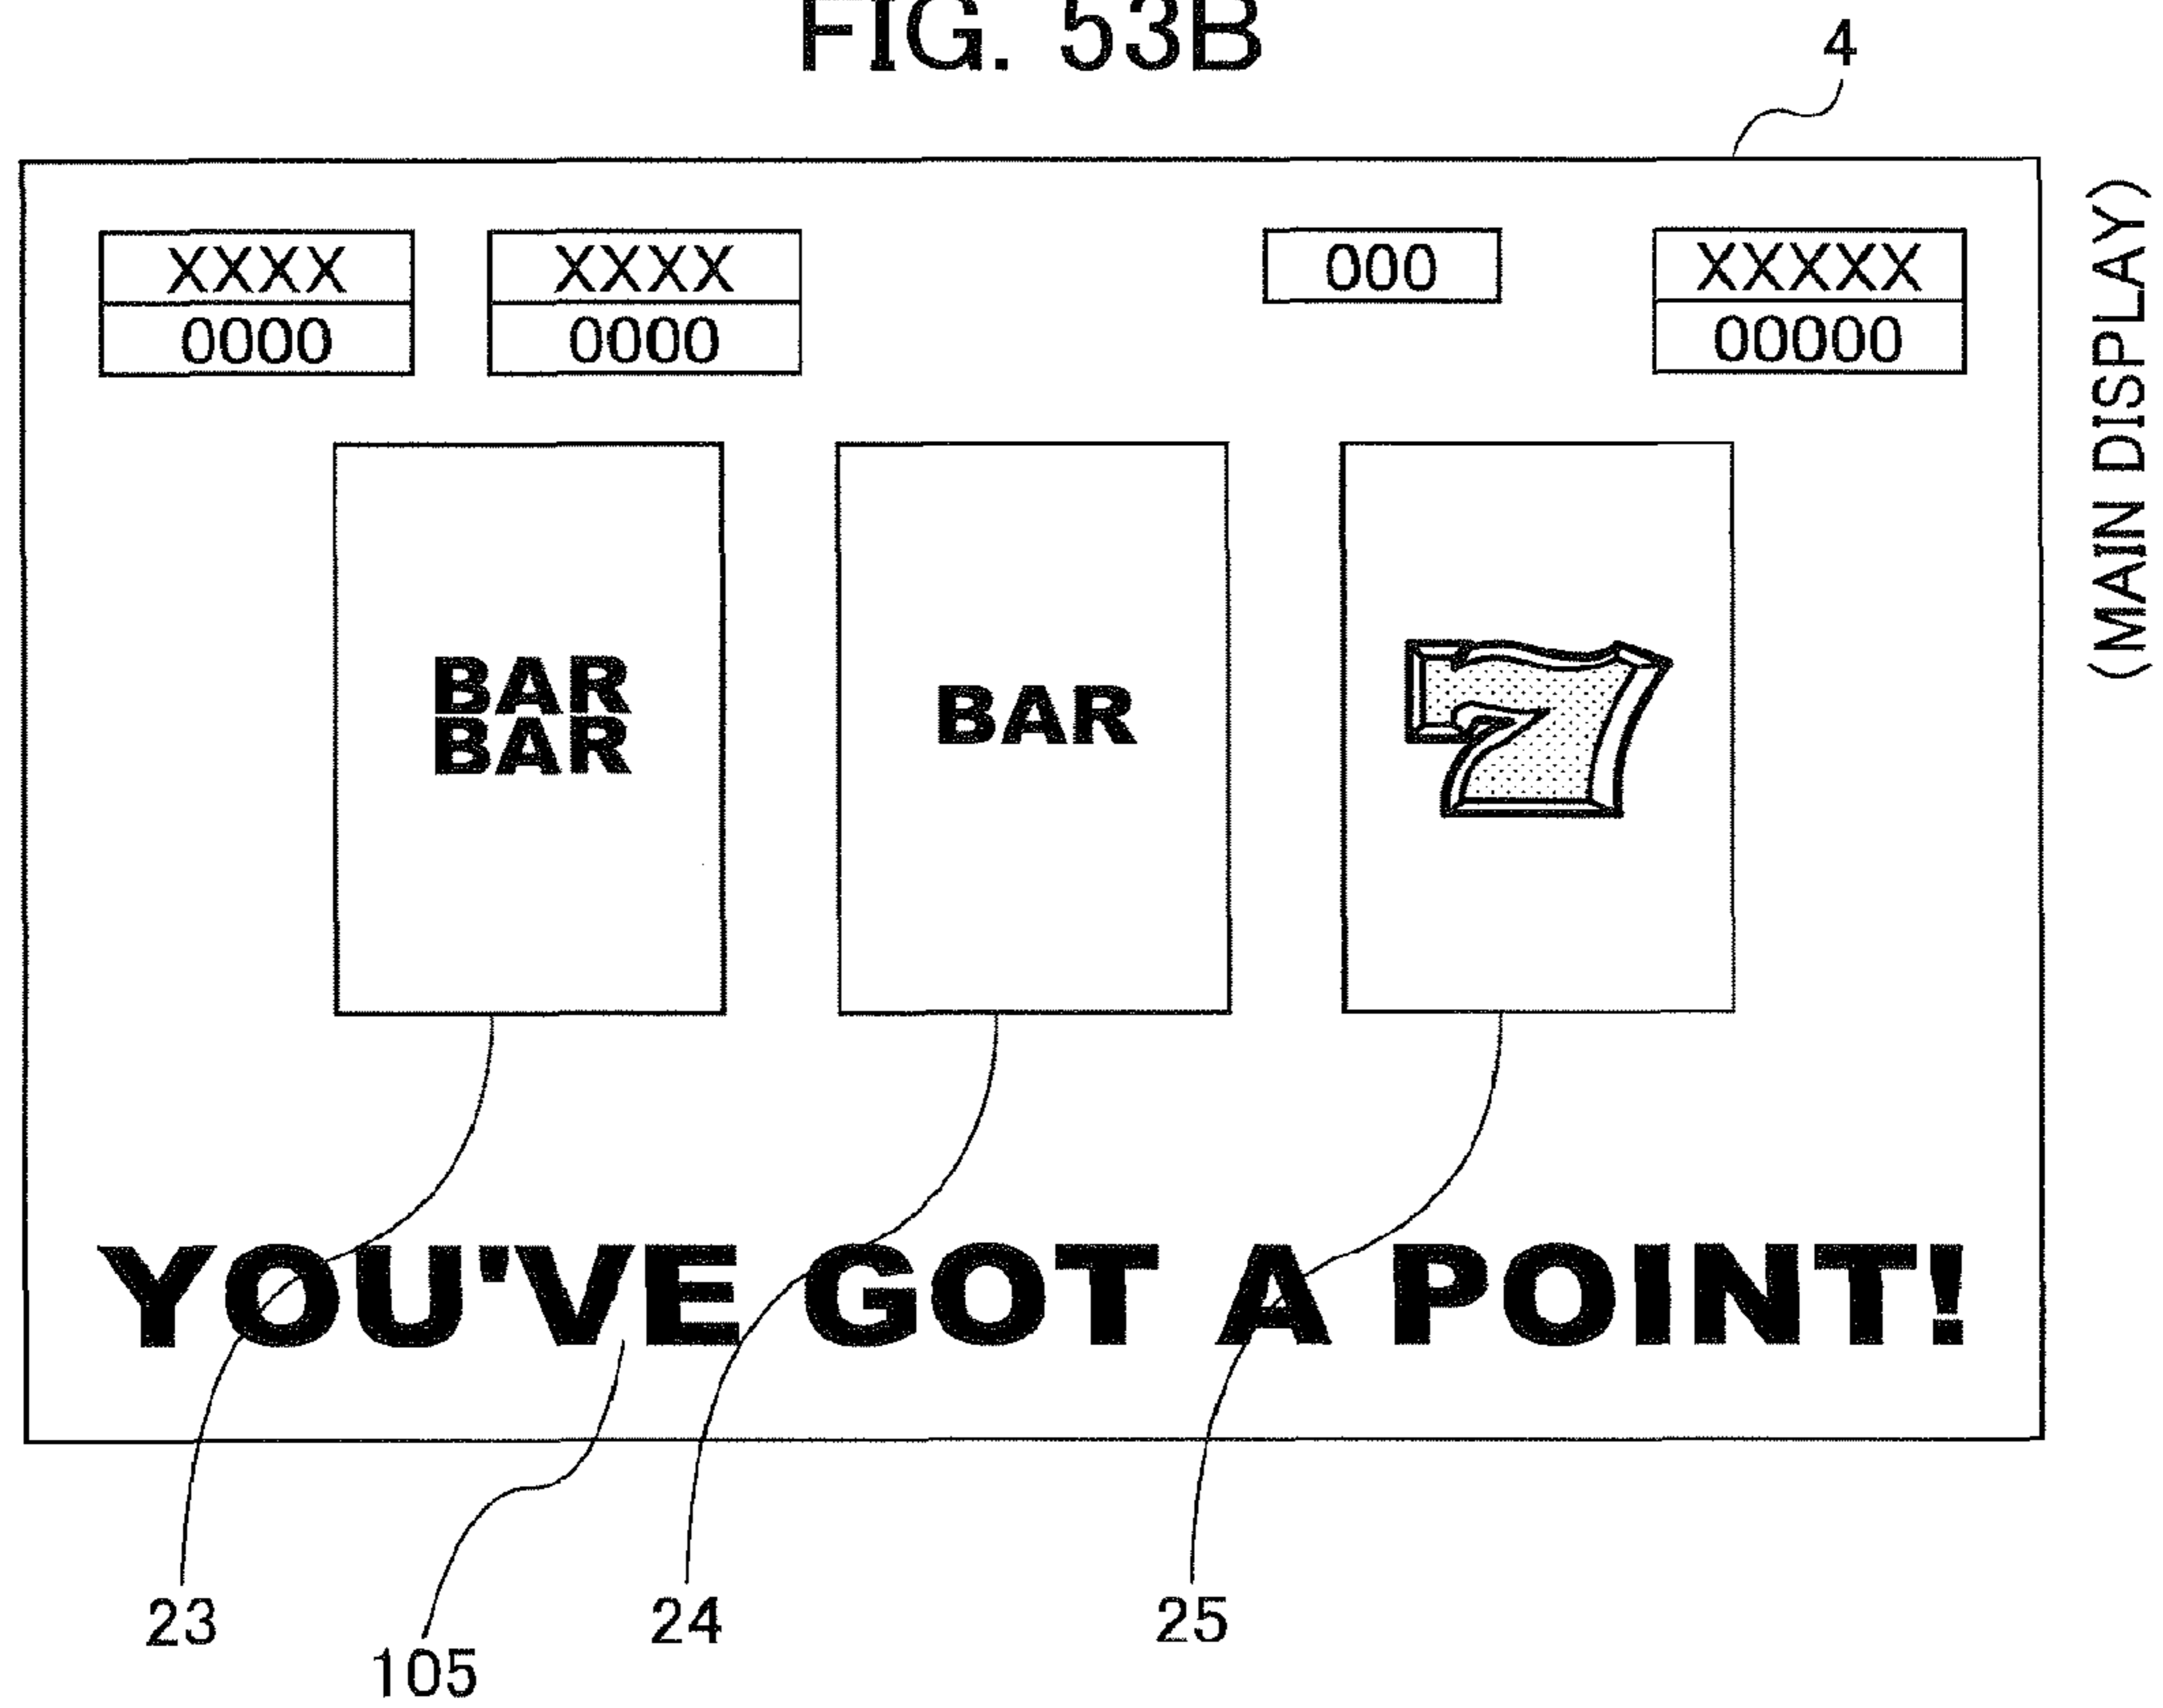 FIG. 53B
4
(MAIN DISPLAY)
XXXX XXXX 000 XXXXX
0000 0000 00000
BAR
BAR
BAR
7
YOU'VE GOT A POINT!
23 24 25
105